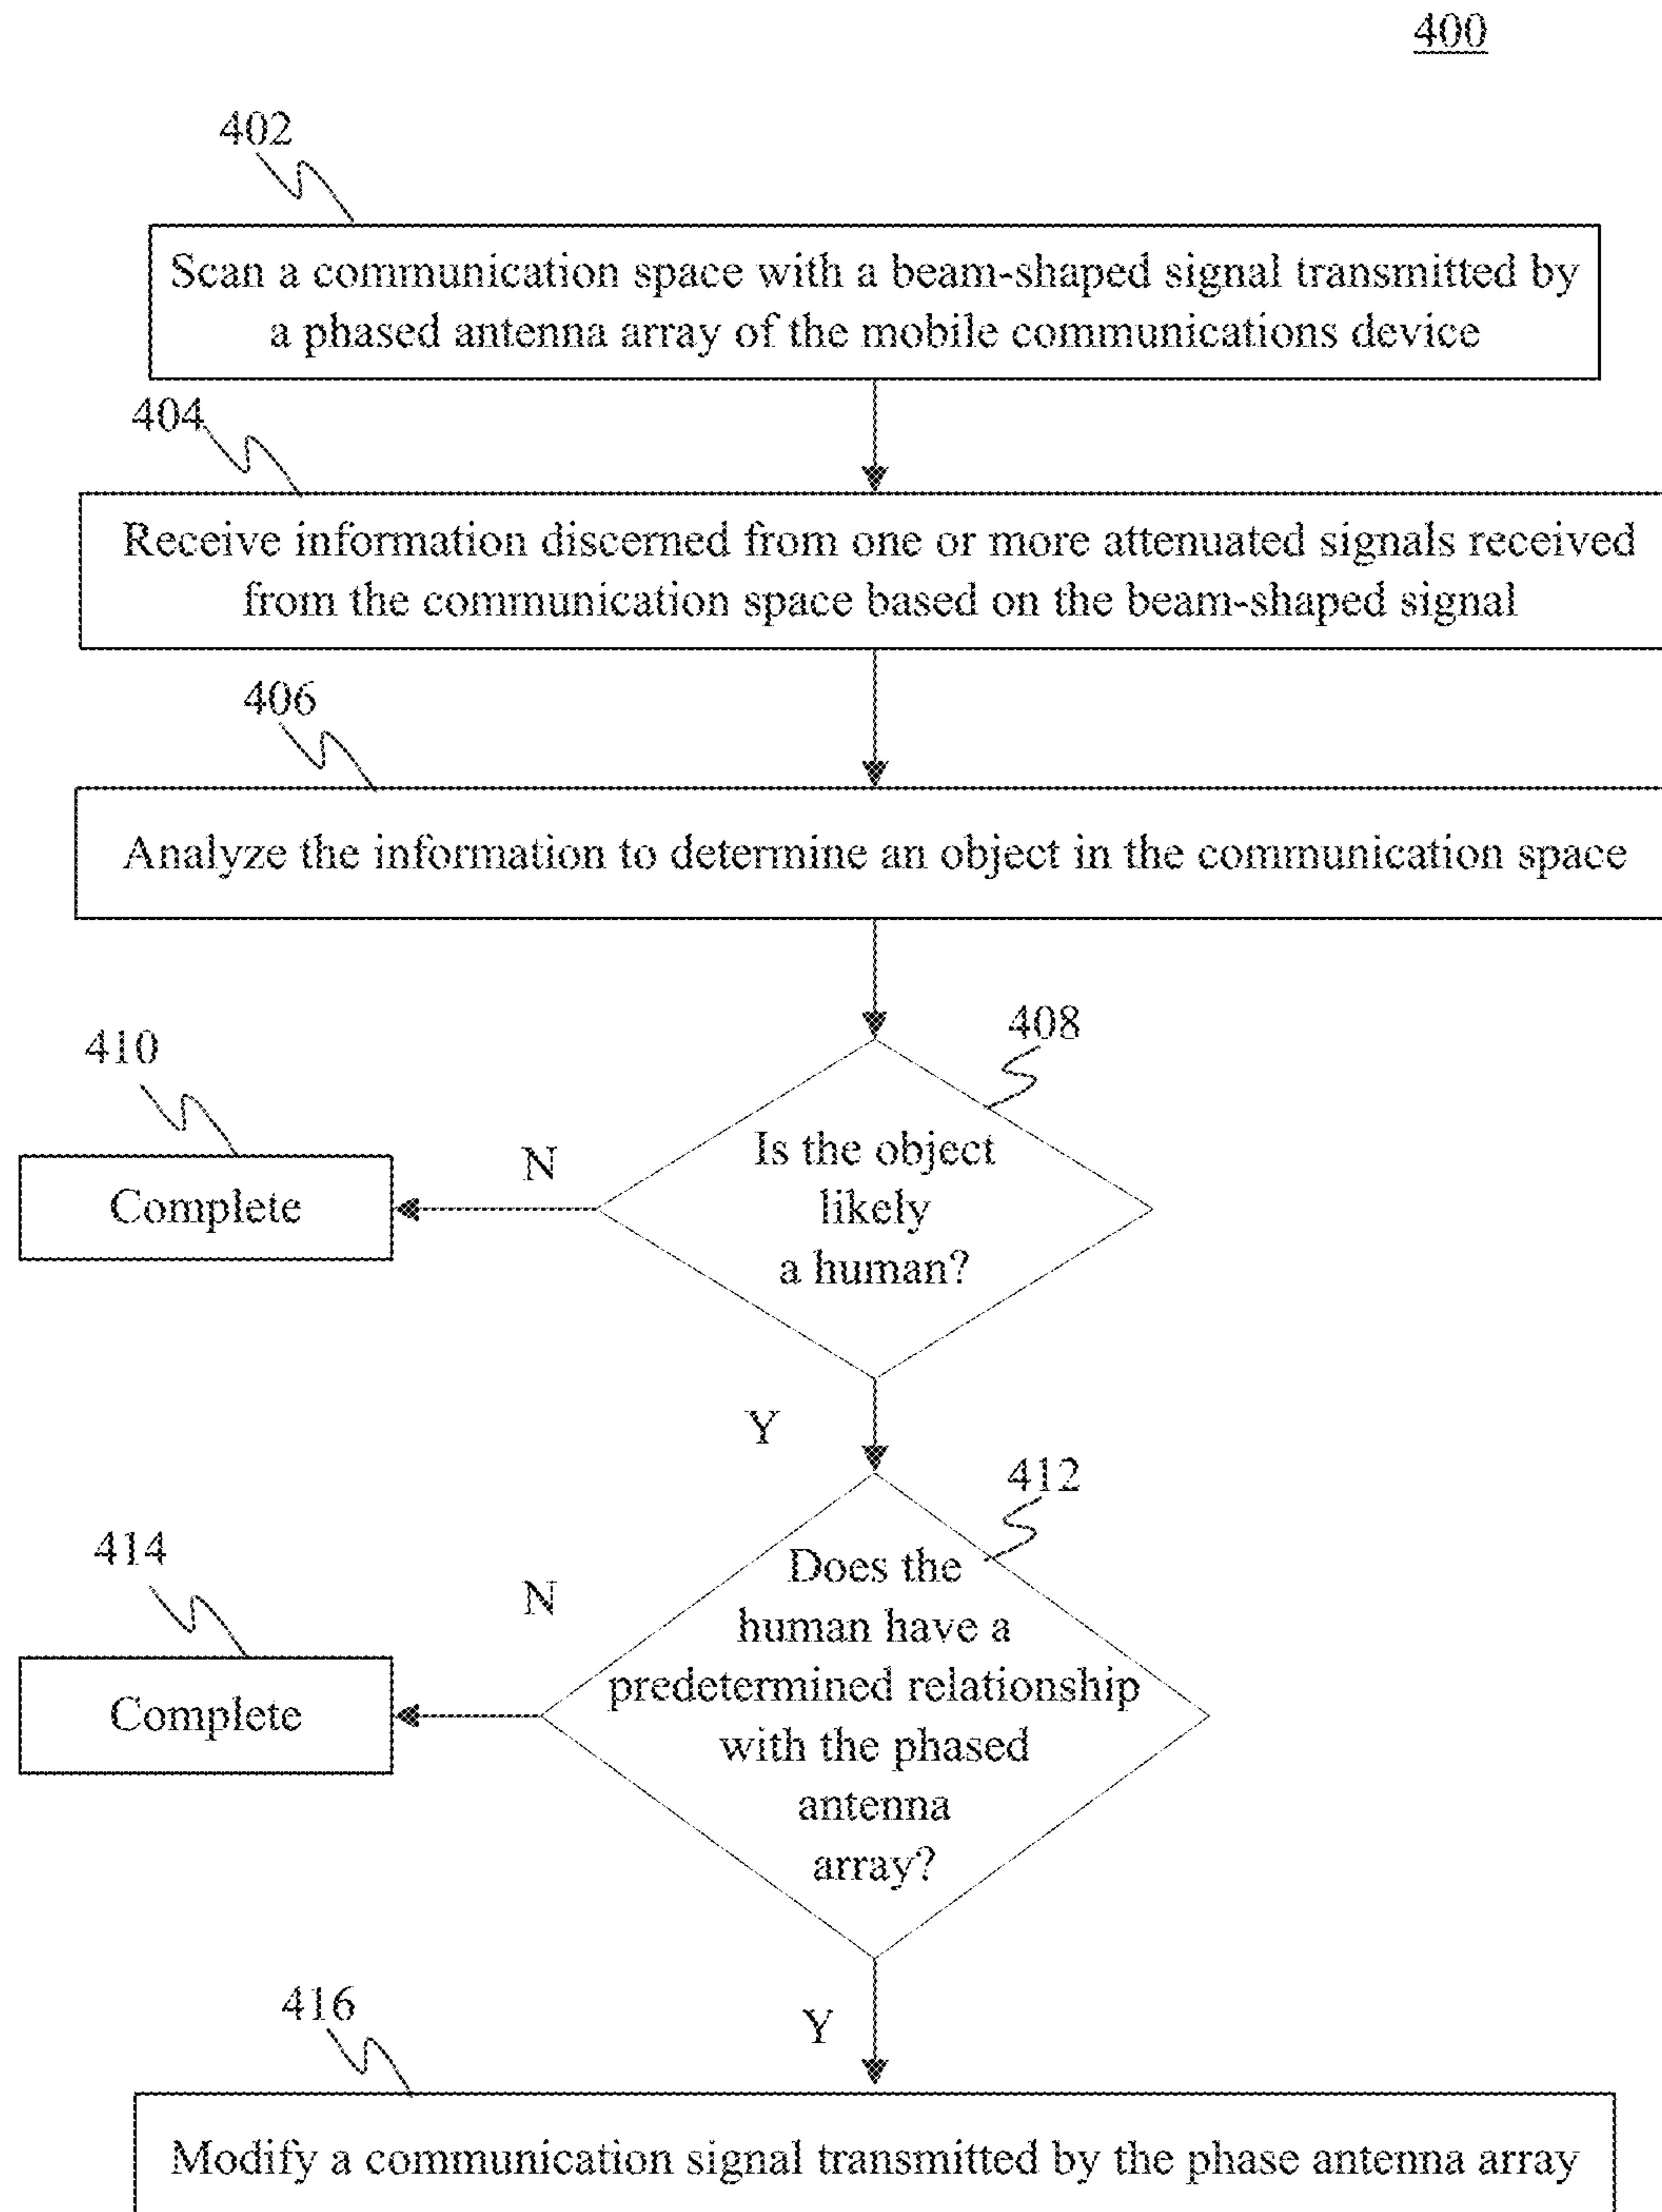 400
402
Scan a communication space with a beam-shaped signal transmitted by
a phased antenna array of the mobile communications device
404
Receive information discerned from one or more attenuated signals received
from the communication space based on the beam-shaped signal
406
Analyze the information to determine an object in the communication space
408
Is the object
likely
a human?
410
N
Complete
Y
412
Does the
human have a
predetermined relationship
with the phased
antenna
array?
414
N
Complete
Y
416
Modify a communication signal transmitted by the phase antenna array